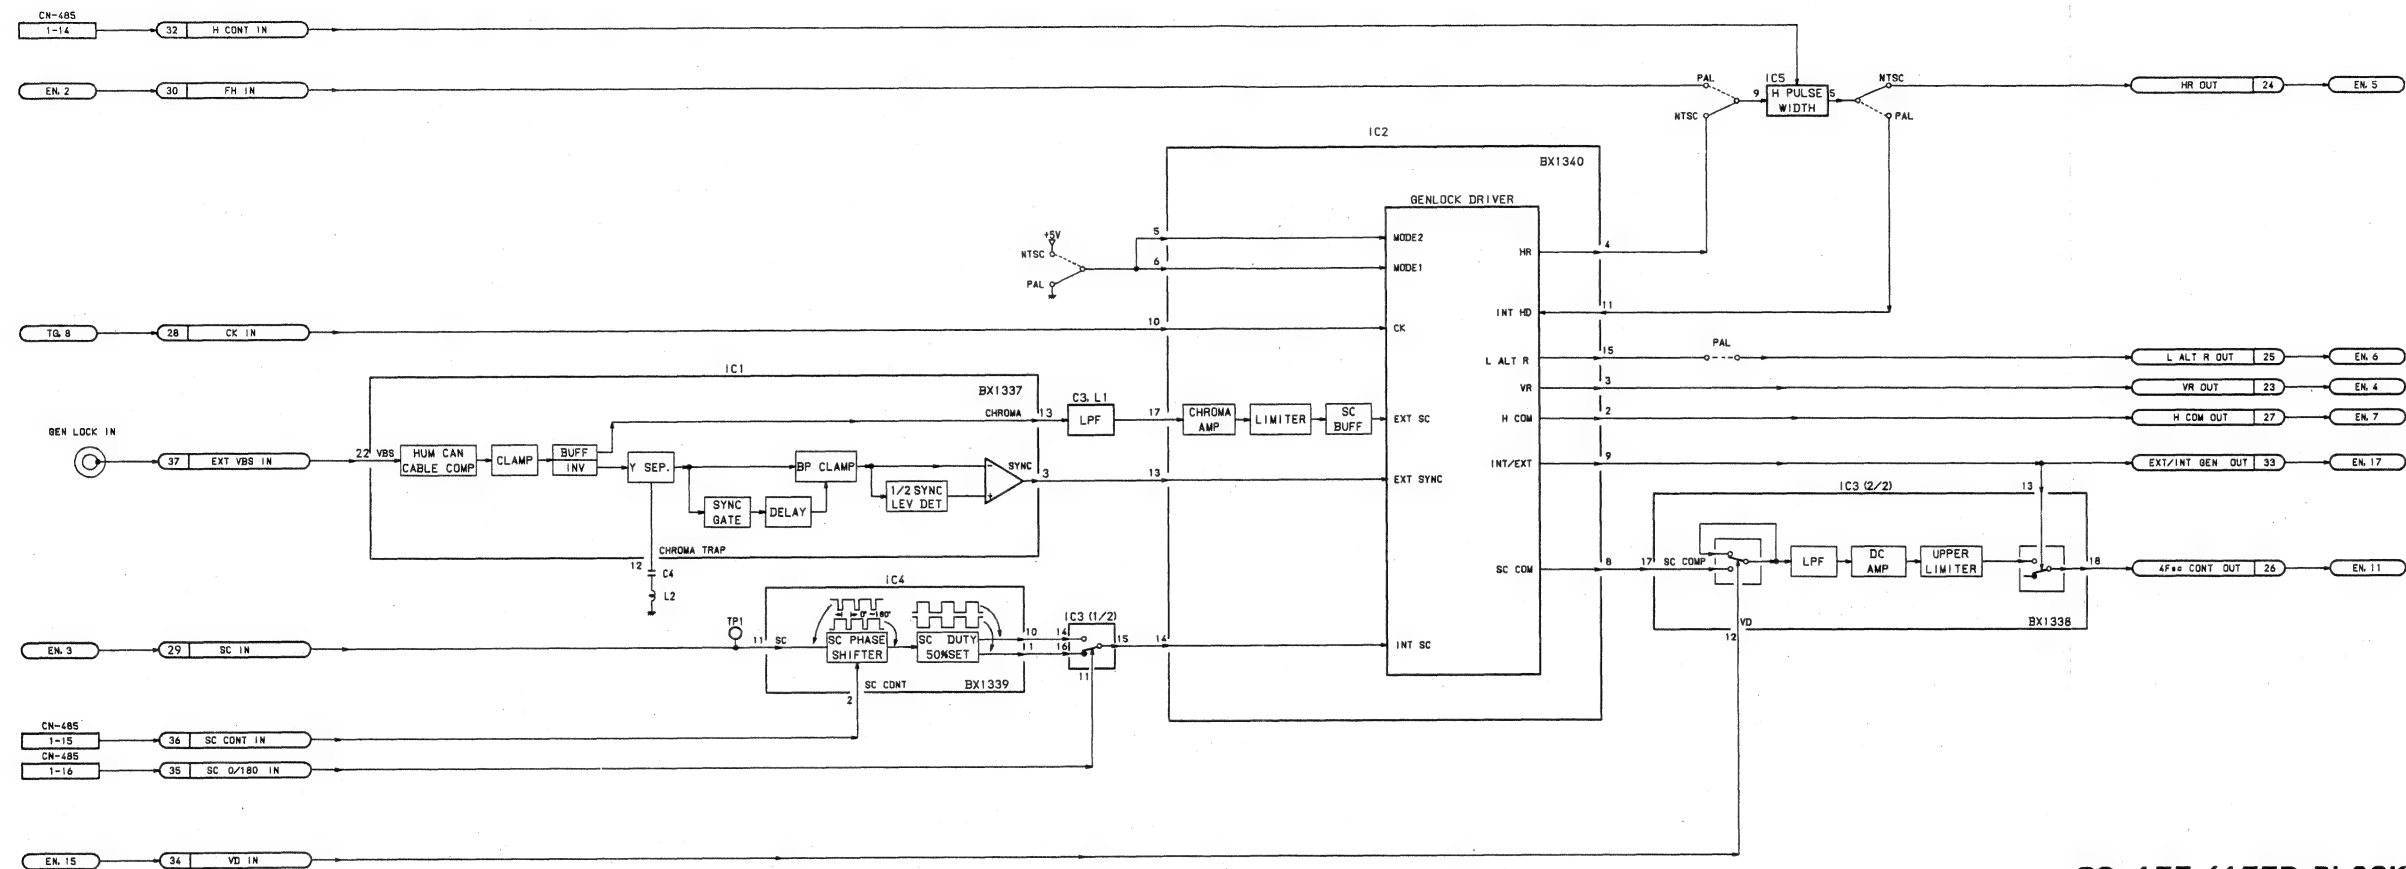 CN-485
1-14
32 H CONT IN
EN. 2
30 FH IN
PAL
NTSC
9
IC5
H PULSE
WIDTH
5
NTSC
PAL
HR OUT 24
EN. 5
IC2
BX1340
GENLOCK DRIVER
+5V
NTSC
PAL
5
6
MODE2
MODE1
HR
4
INT HD
11
TG. 8
28 CK IN
10
CK
L ALT R
15
PAL
L ALT R OUT 25
EN. 6
VR
3
VR OUT 23
EN. 4
H COM
2
H COM OUT 27
EN. 7
INT/EXT
9
EXT/INT GEN OUT 33
EN. 17
IC1
BX1337
GEN LOCK IN
37 EXT VBS IN
22 VBS
HUM CAN
CABLE COMP
CLAMP
BUFF
INV
Y SEP.
SYNC
GATE
DELAY
BP CLAMP
1/2 SYNC
LEV DET
-
+
SYNC
3
CHROMA
13
C3, L1
LPF
17
CHROMA
AMP
LIMITER
SC
BUFF
EXT SC
13
EXT SYNC
CHROMA TRAP
12
C4
L2
IC3 (2/2)
13
SC COM
8
17
SC COMP
LPF
DC
AMP
UPPER
LIMITER
18
4Fsc CONT OUT 26
EN. 11
BX1338
12
VD
IC4
0° ~180°
EN. 3
29 SC IN
TP1
11
SC
SC PHASE
SHIFTER
SC DUTY
50%SET
10
11
IC3 (1/2)
14
16
15
11
14
INT SC
SC CONT
2
BX1339
CN-485
1-15
36 SC CONT IN
CN-485
1-16
35 SC 0/180 IN
EN. 15
34 VD IN